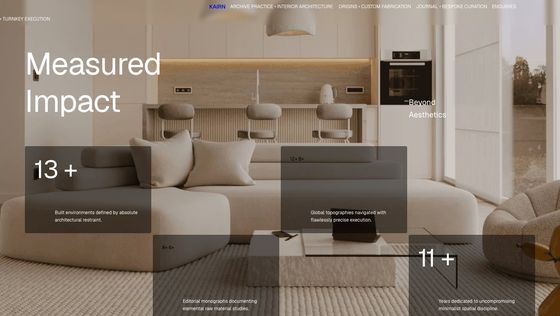 KAIRN ARCHIVE PRACTICE • INTERIOR ARCHITECTURE ORIGINS • CUSTOM FABRICATION JOURNAL • BESPOKE CURATION ENQUIRIES
• TURNKEY EXECUTION
Measured
Impact
Beyond
Aesthetics
13 +
Built environments defined by absolute
architectural restraint.
Global topographies navigated with
flawlessly precise execution.
11 +
Editorial monographs documenting
elemental raw material studies.
Years dedicated to uncompromising
minimalist spatial discipline.